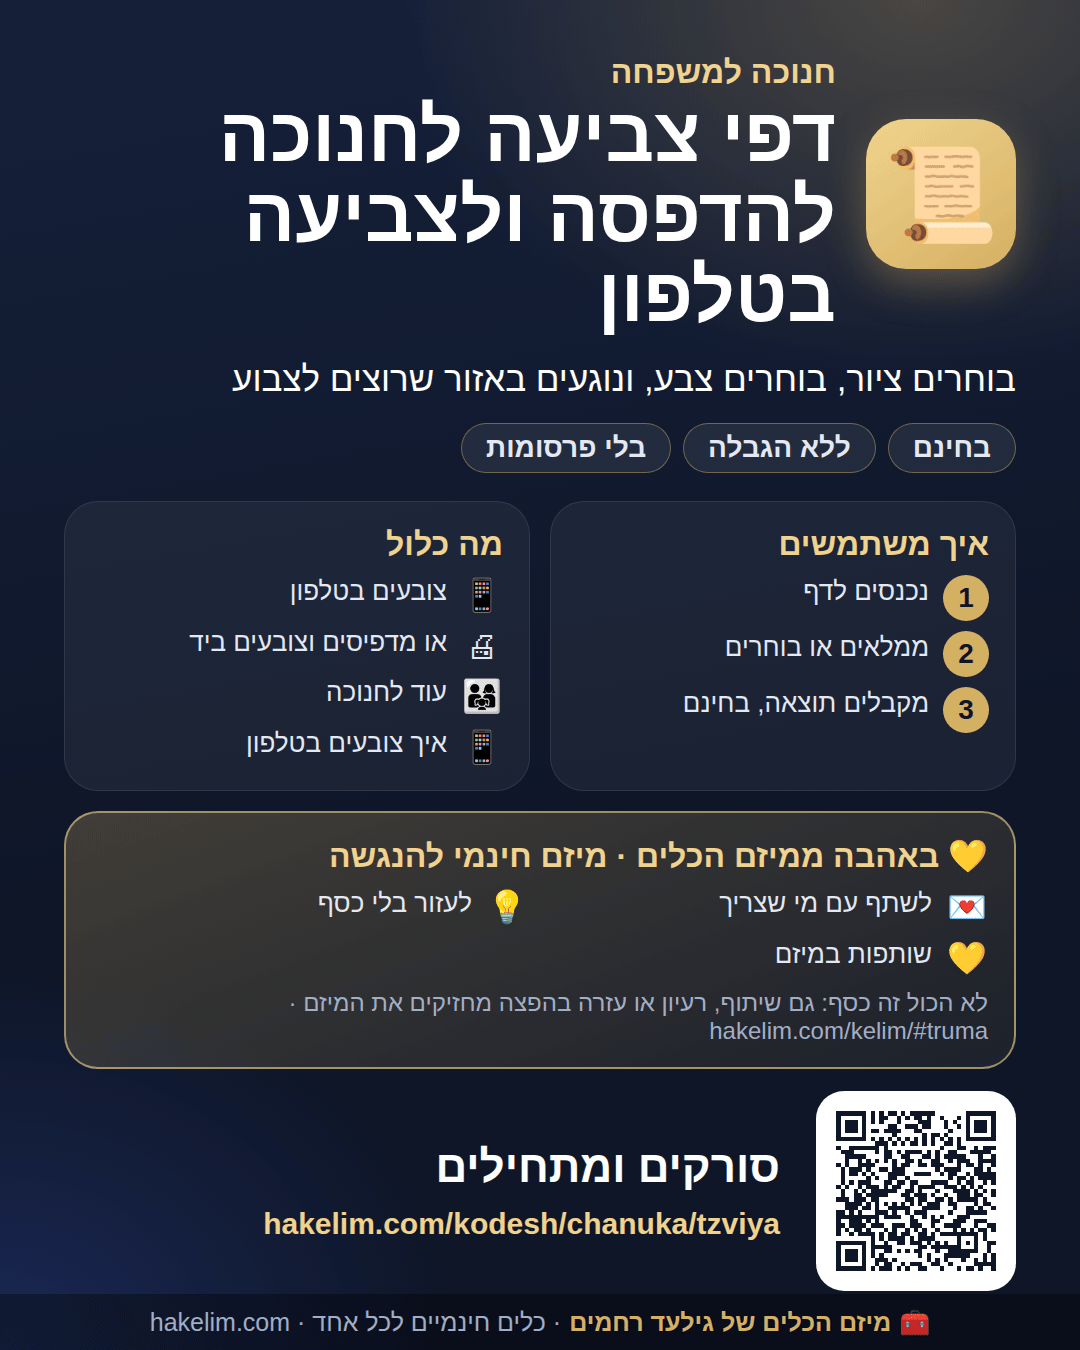 חנוכה למשפחה
דפי צביעה לחנוכה
להדפסה ולצביעה
בטלפון
בוחרים ציור, בוחרים צבע, ונוגעים באזור שרוצים לצבוע
בחינם
ללא הגבלה
בלי פרסומות
איך משתמשים
1 נכנסים לדף
2 ממלאים או בוחרים
3 מקבלים תוצאה, בחינם
מה כלול
📱 צובעים בטלפון
🖨 או מדפיסים וצובעים ביד
👨‍👩‍👧 עוד לחנוכה
📱 איך צובעים בטלפון
💛 באהבה ממיזם הכלים · מיזם חינמי להנגשה
💌 לשתף עם מי שצריך
💡 לעזור בלי כסף
💛 שותפות במיזם
לא הכול זה כסף: גם שיתוף, רעיון או עזרה בהפצה מחזיקים את המיזם ·
hakelim.com/kelim/#truma
סורקים ומתחילים
hakelim.com/kodesh/chanuka/tzviya
🧰 מיזם הכלים של גילעד רחמים · כלים חינמיים לכל אחד · hakelim.com